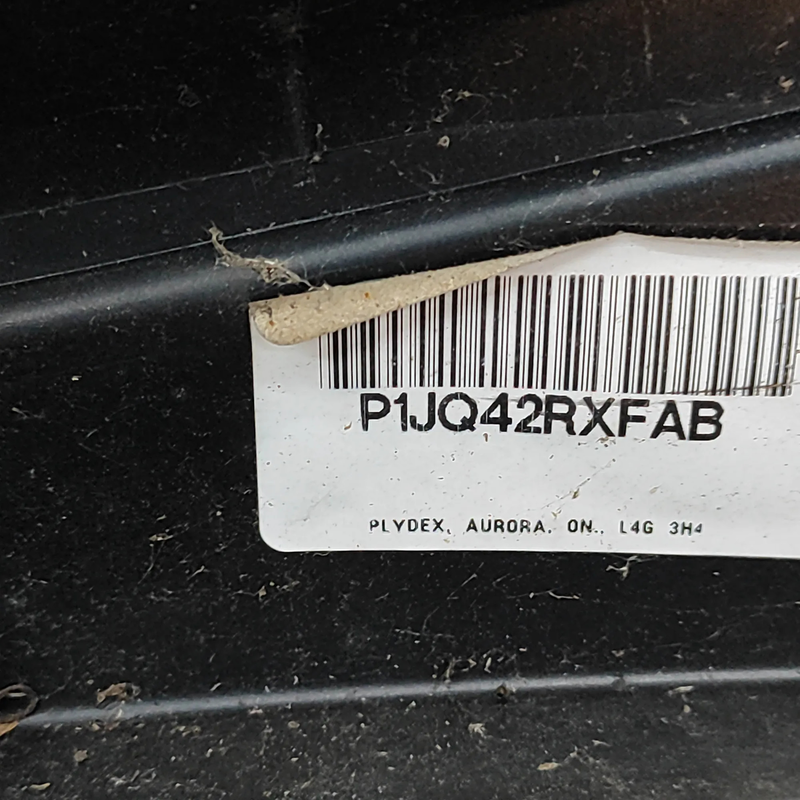 P1JQ42RXFAB
PLYDEX, AURORA, ON., L4G 3H4